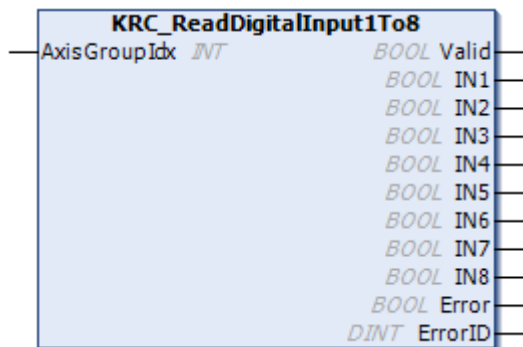 KRC_ReadDigitalInput1To8
AxisGroupIdx INT BOOL Valid
BOOL IN1
BOOL IN2
BOOL IN3
BOOL IN4
BOOL IN5
BOOL IN6
BOOL IN7
BOOL IN8
BOOL Error
DINT ErrorID